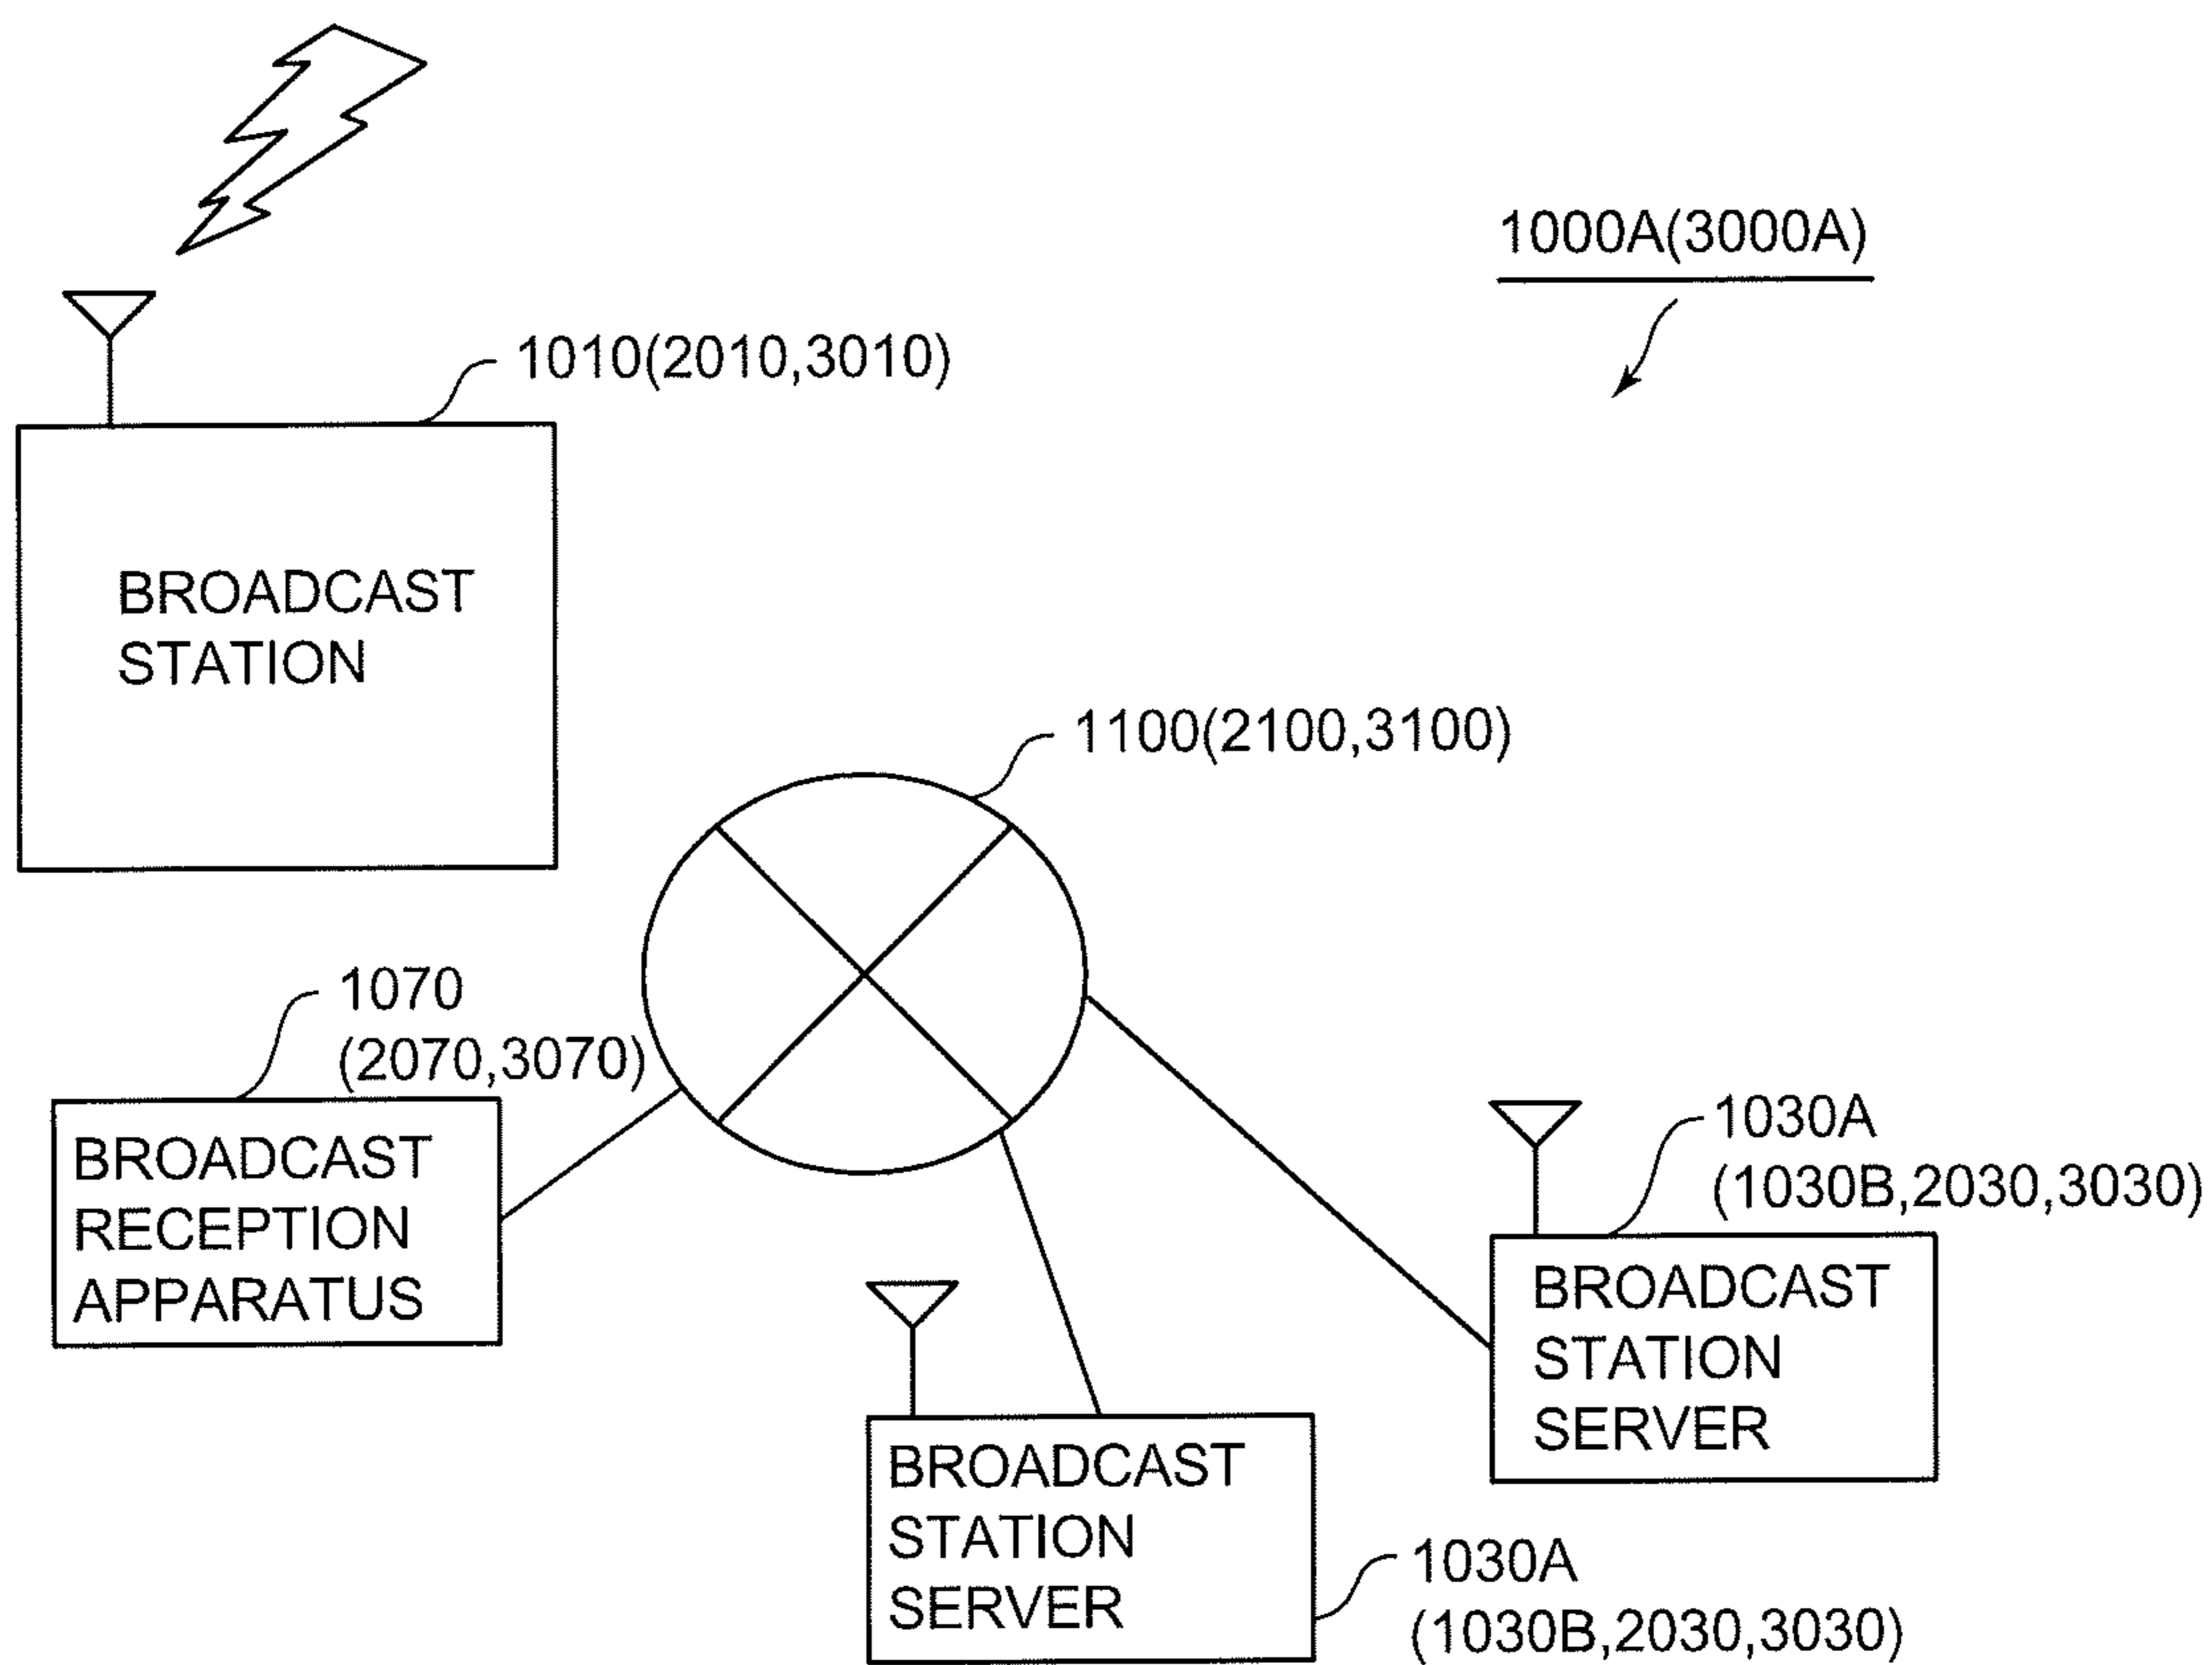 1000A(3000A)
1010(2010,3010)
BROADCAST
STATION
1100(2100,3100)
1070
(2070,3070)
BROADCAST
RECEPTION
APPARATUS
1030A
(1030B,2030,3030)
BROADCAST
STATION
SERVER
BROADCAST
STATION
SERVER
1030A
(1030B,2030,3030)